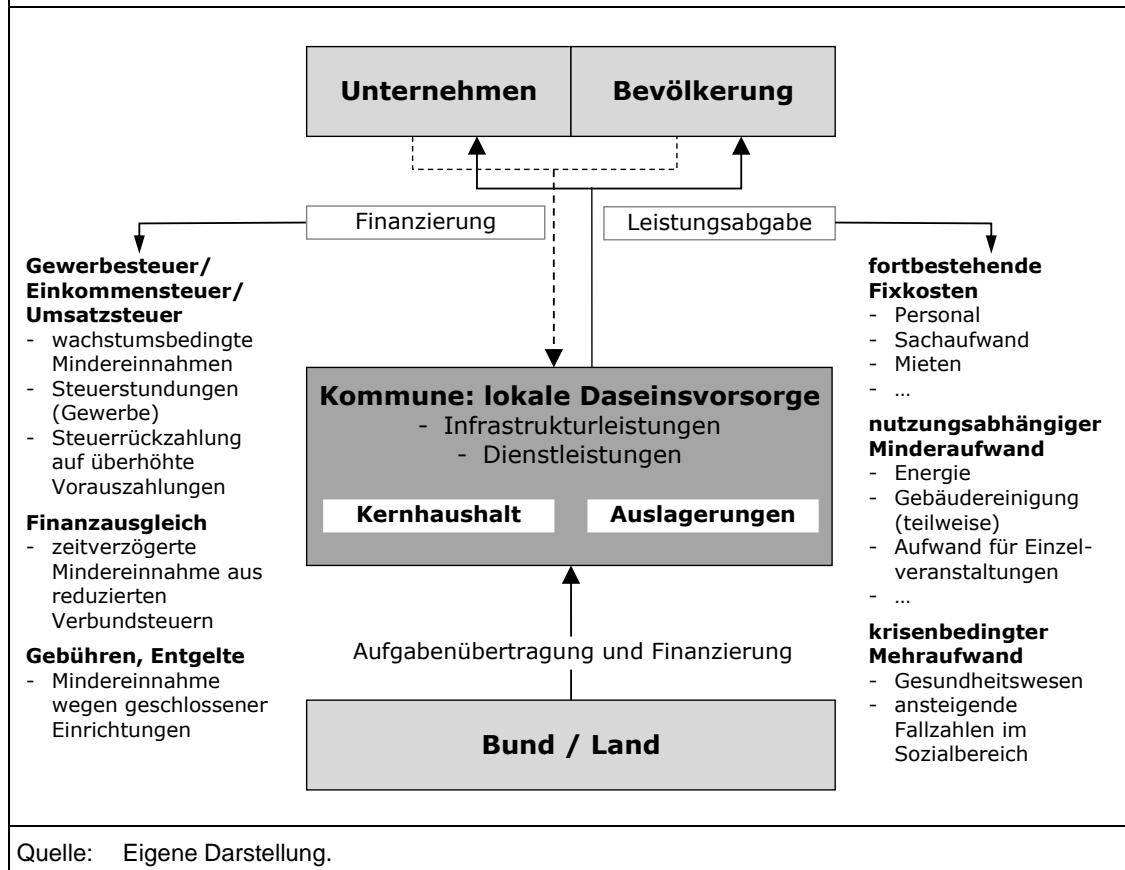 Unternehmen
Bevölkerung
Finanzierung
Leistungsabgabe
Gewerbesteuer/
Einkommensteuer/
Umsatzsteuer
- wachstumsbedingte
Mindereinnahmen
- Steuerstundungen
(Gewerbe)
- Steuerrückzahlung
auf überhöhte
Vorauszahlungen
Finanzausgleich
- zeitverzögerte
Mindereinnahme aus
reduzierten
Verbundsteuern
Gebühren, Entgelte
- Mindereinnahme
wegen geschlossener
Einrichtungen
Kommune: lokale Daseinsvorsorge
- Infrastrukturleistungen
- Dienstleistungen
Kernhaushalt
Auslagerungen
Aufgabenübertragung und Finanzierung
Bund / Land
fortbestehende
Fixkosten
- Personal
- Sachaufwand
- Mieten
- …
nutzungsabhängiger
Minderaufwand
- Energie
- Gebäudereinigung
(teilweise)
- Aufwand für Einzel-
veranstaltungen
- …
krisenbedingter
Mehraufwand
- Gesundheitswesen
- ansteigende
Fallzahlen im
Sozialbereich
Quelle: Eigene Darstellung.